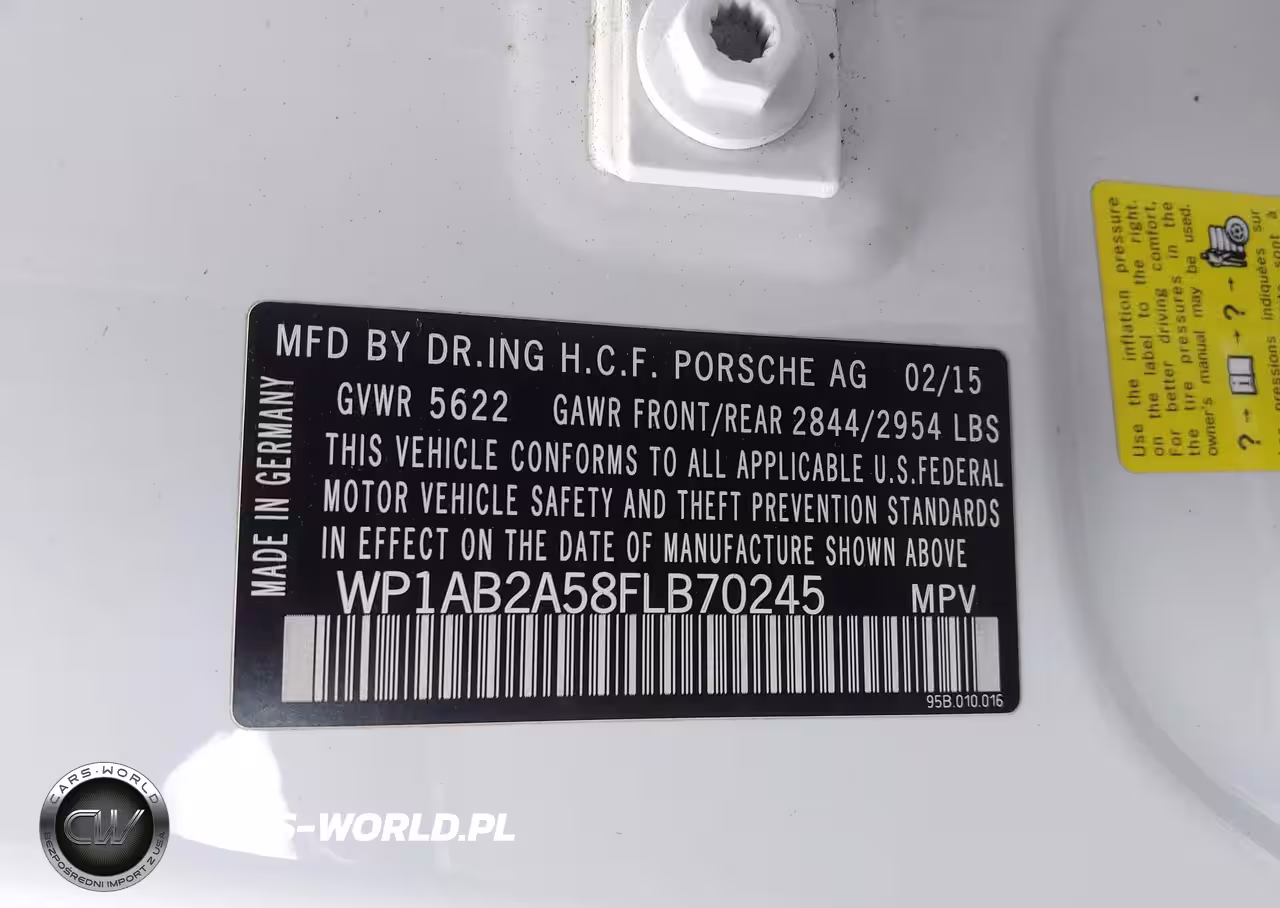 MFD BY DR.ING H.C.F. PORSCHE AG 02/15
GVWR 5622 GAWR FRONT/REAR 2844/2954 LBS
THIS VEHICLE CONFORMS TO ALL APPLICABLE U.S.FEDERAL
MOTOR VEHICLE SAFETY AND THEFT PREVENTION STANDARDS
IN EFFECT ON THE DATE OF MANUFACTURE SHOWN ABOVE
WP1AB2A58FLB70245 MPV
95B.010.016
MADE IN GERMANY
Use the inflation pressure
on the label to the right.
For better driving comfort,
the tire pressures in the
owner's manual may be used.
? → i → ? →
indiquées sur
sont à
CARS-WORLD
CW
BEZPOŚREDNI IMPORT Z USA
S-WORLD.PL